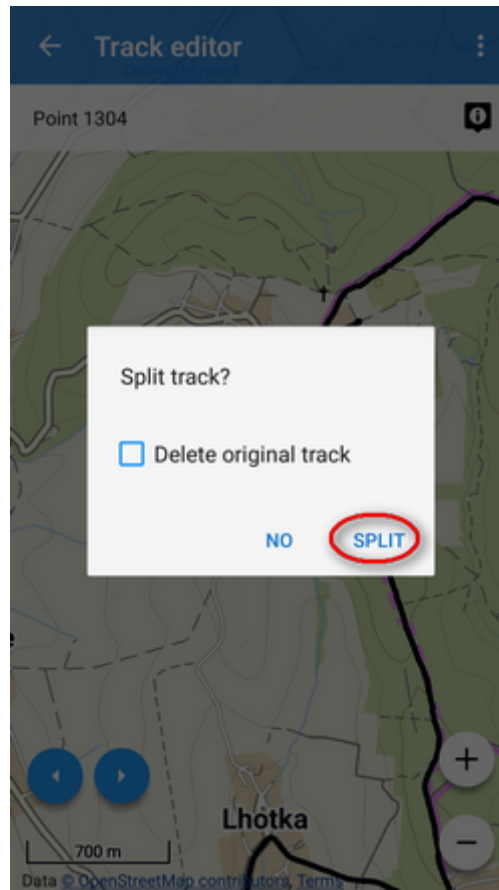 Track editor
Point 1304
Split track?
Delete original track
NO
SPLIT
Lhotka
700 m
Data © OpenStreetMap contributors, Terms